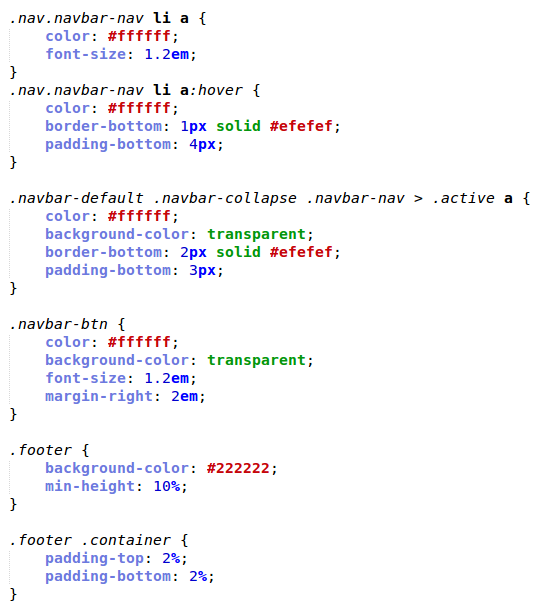 .nav.navbar-nav li a {
    color: #ffffff;
    font-size: 1.2em;
}
.nav.navbar-nav li a:hover {
    color: #ffffff;
    border-bottom: 1px solid #efefef;
    padding-bottom: 4px;
}

.navbar-default .navbar-collapse .navbar-nav > .active a {
    color: #ffffff;
    background-color: transparent;
    border-bottom: 2px solid #efefef;
    padding-bottom: 3px;
}

.navbar-btn {
    color: #ffffff;
    background-color: transparent;
    font-size: 1.2em;
    margin-right: 2em;
}

.footer {
    background-color: #222222;
    min-height: 10%;
}

.footer .container {
    padding-top: 2%;
    padding-bottom: 2%;
}